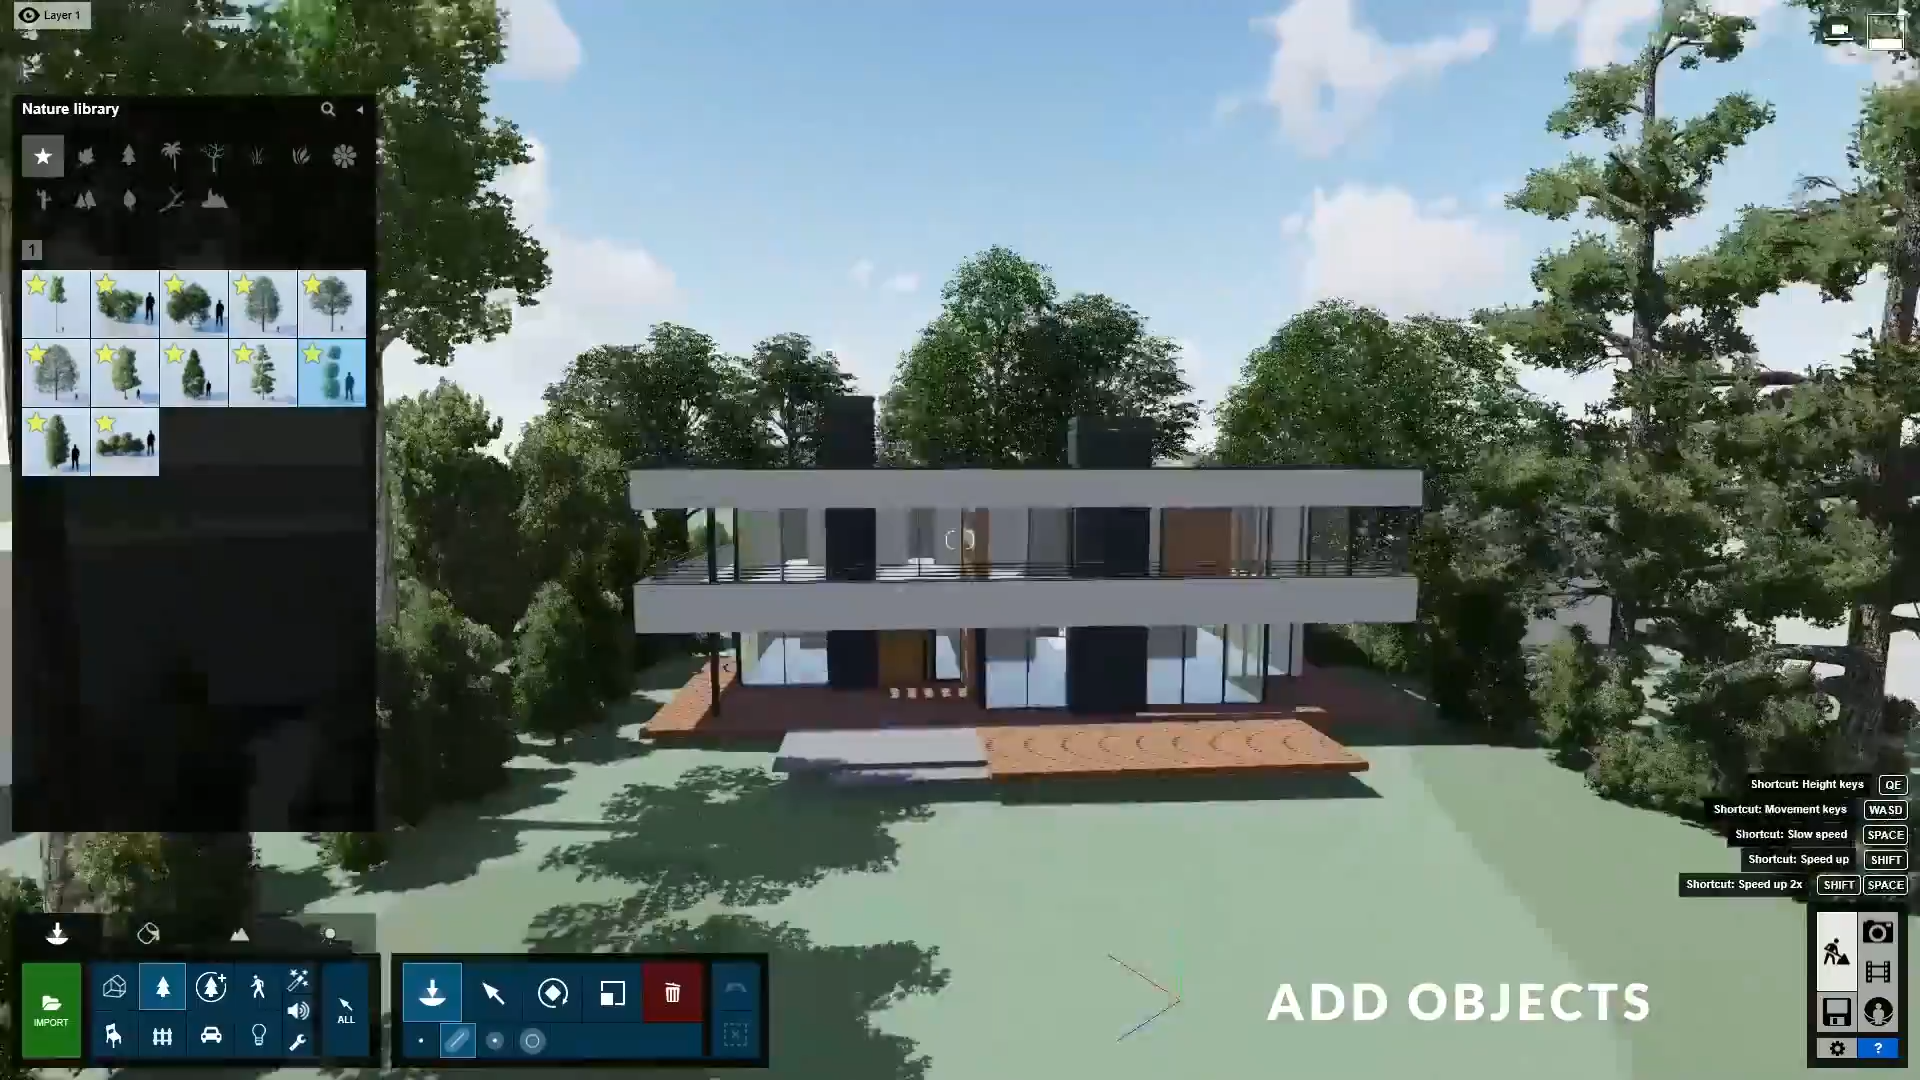 Layer 1
Nature library
1
Shortcut: Height keys QE
Shortcut: Movement keys WASD
Shortcut: Slow speed SPACE
Shortcut: Speed up SHIFT
Shortcut: Speed up 2x SHIFT SPACE
IMPORT
ALL
ADD OBJECTS
?